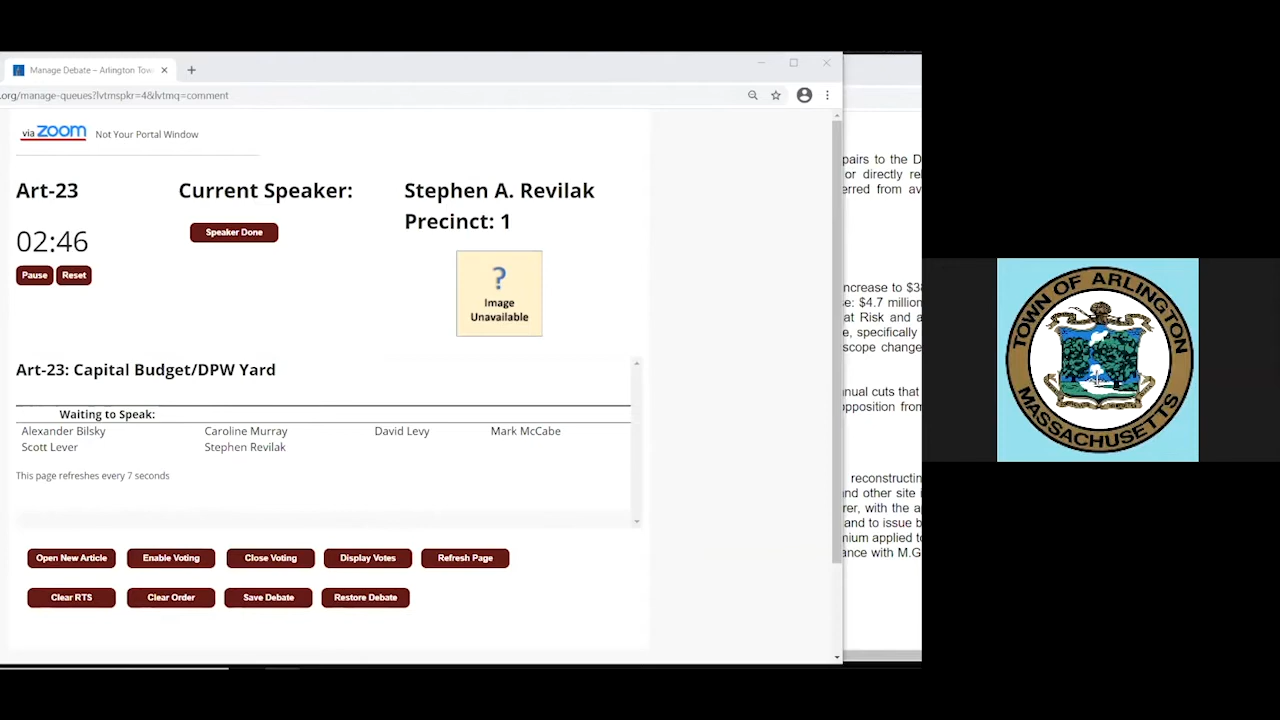 Manage Debate – Arlington Tow
.org/manage-queues?lvtmspkr=4&lvtmq=comment
via zoom Not Your Portal Window
Art-23 Current Speaker: Stephen A. Revilak
Precinct: 1
Speaker Done
02:46
Pause Reset
?
Image
Unavailable
Art-23: Capital Budget/DPW Yard
Waiting to Speak:
Alexander Bilsky Caroline Murray David Levy Mark McCabe
Scott Lever Stephen Revilak
This page refreshes every 7 seconds
Open New Article Enable Voting Close Voting Display Votes Refresh Page
Clear RTS Clear Order Save Debate Restore Debate
pairs to the D
or directly re
erred from av
ncrease to $38
e: $4.7 million
at Risk and a
e, specifically
scope change
nual cuts that
opposition from
reconstructin
and other site i
rer, with the a
and to issue b
mium applied to
ance with M.G
TOWN OF ARLINGTON
MASSACHUSETTS